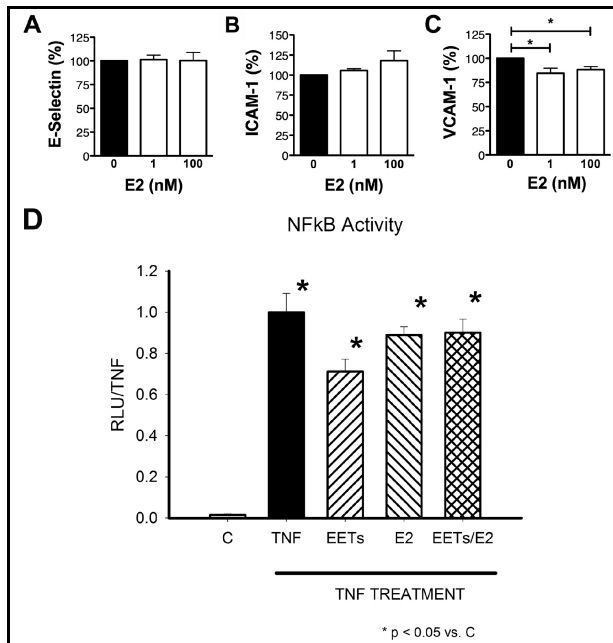 A
E-Selectin (%)
125
100
75
50
25
0
0 1 100
E2 (nM)
B
ICAM-1 (%)
150
125
100
75
50
25
0
0 1 100
E2 (nM)
C
VCAM-1 (%)
*
*
125
100
75
50
25
0
0 1 100
E2 (nM)
D
NFkB Activity
RLU/TNF
1.2
1.0
0.8
0.6
0.4
0.2
0.0
* * * *
C TNF EETs E2 EETs/E2
TNF TREATMENT
* p < 0.05 vs. C